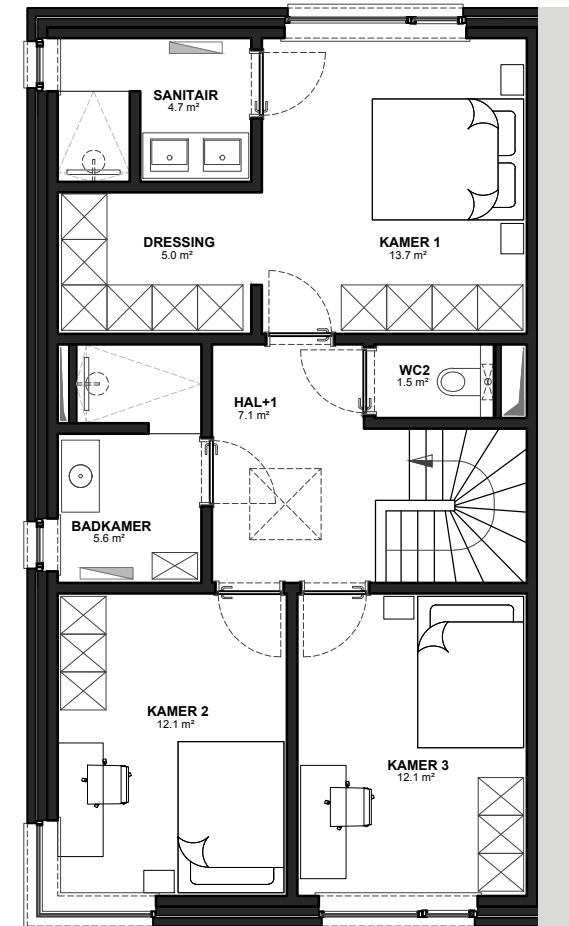 SANITAIR
4.7 m²
DRESSING
5.0 m²
KAMER 1
13.7 m²
WC2
1.5 m²
HAL+1
7.1 m²
BADKAMER
5.6 m²
KAMER 2
12.1 m²
KAMER 3
12.1 m²